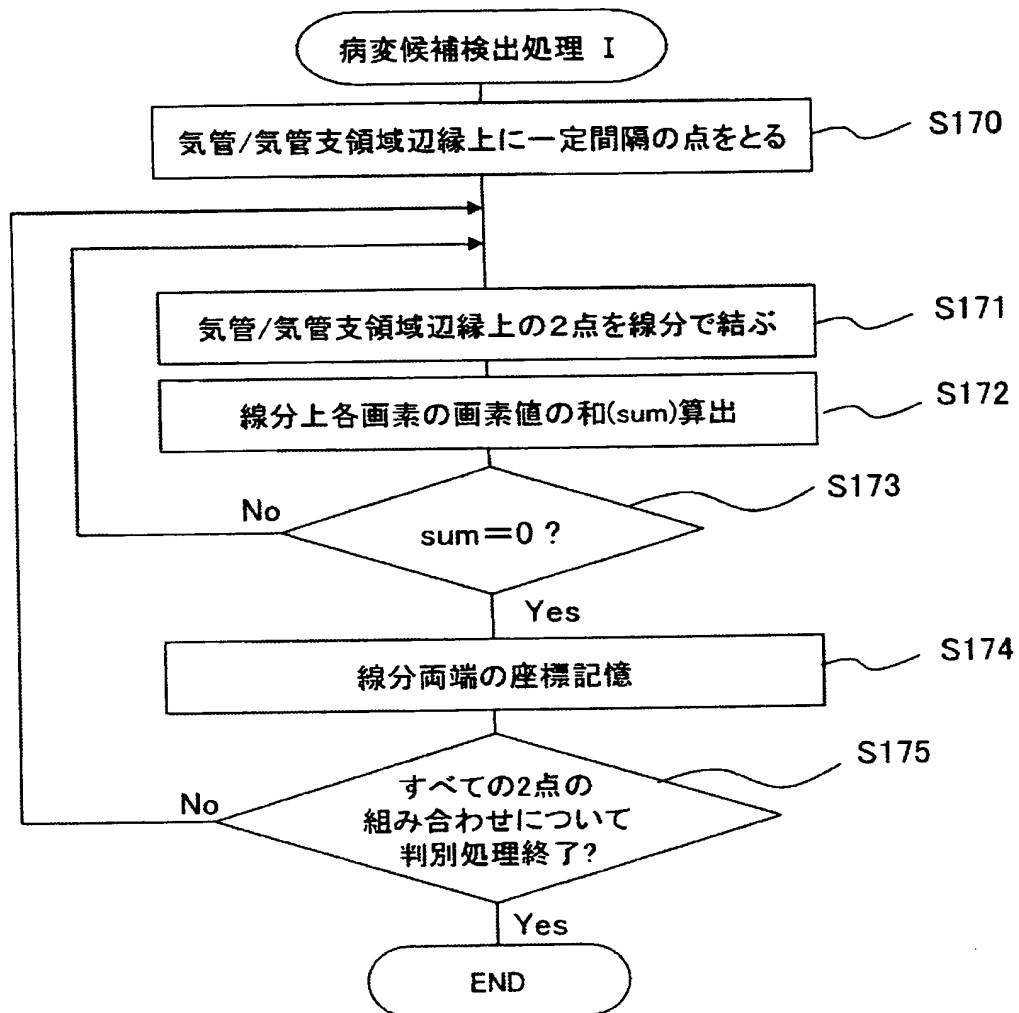 病変候補検出処理 I
気管/気管支領域辺縁上に一定間隔の点をとる
S170
気管/気管支領域辺縁上の2点を線分で結ぶ
S171
線分上各画素の画素値の和(sum)算出
S172
sum=0 ?
S173
No
Yes
線分両端の座標記憶
S174
すべての2点の
組み合わせについて
判別処理終了?
S175
No
Yes
END